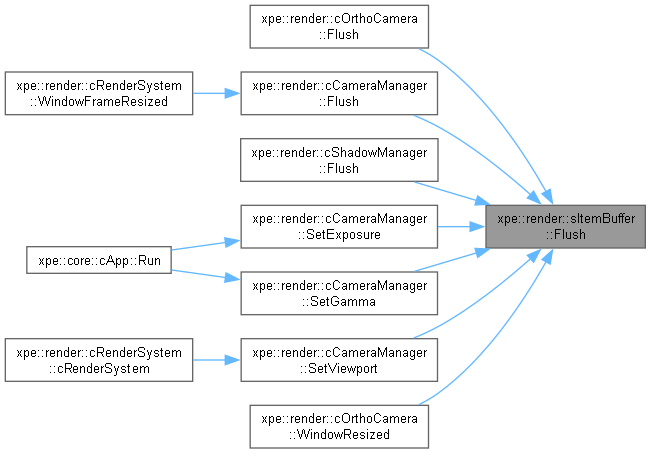 xpe::render::cOrthoCamera
::Flush
xpe::render::cRenderSystem
::WindowFrameResized
xpe::render::cCameraManager
::Flush
xpe::render::cShadowManager
::Flush
xpe::render::sItemBuffer
::Flush
xpe::render::cCameraManager
::SetExposure
xpe::core::cApp::Run
xpe::render::cCameraManager
::SetGamma
xpe::render::cRenderSystem
::cRenderSystem
xpe::render::cCameraManager
::SetViewport
xpe::render::cOrthoCamera
::WindowResized